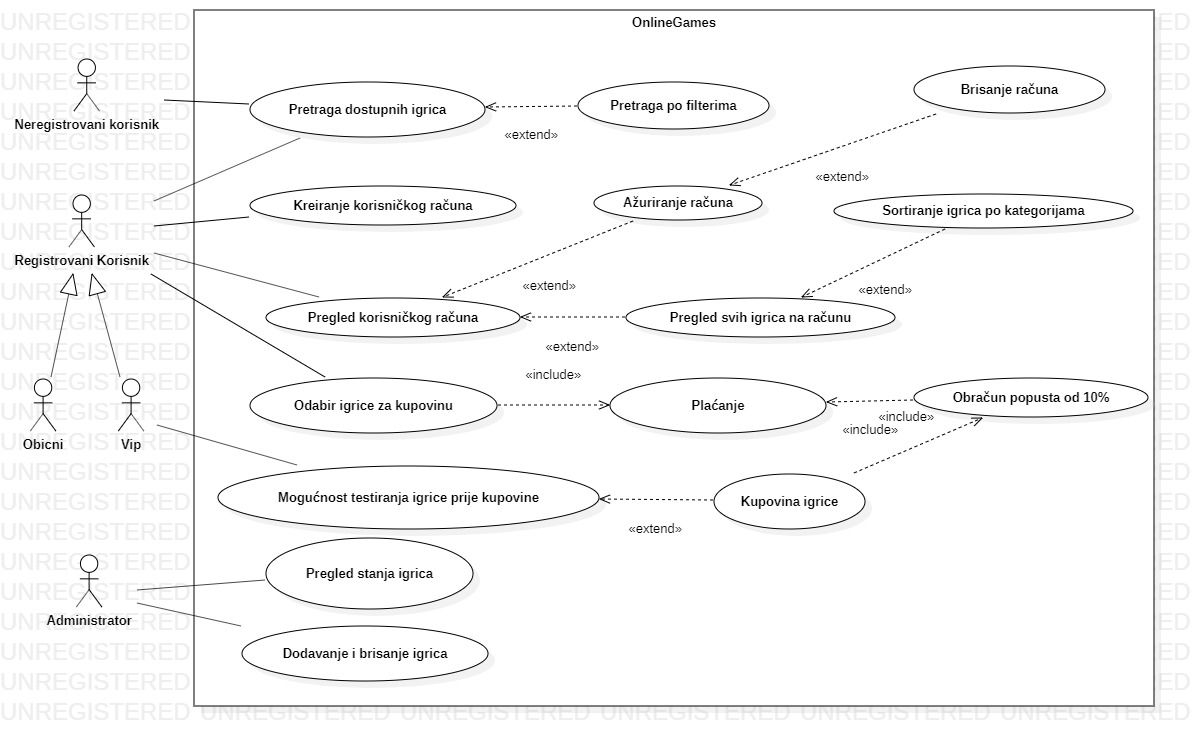 OnlineGames
Neregistrovani korisnik
Pretraga dostupnih igrica
Pretraga po filterima
Brisanje računa
«extend»
«extend»
Registrovani Korisnik
Kreiranje korisničkog računa
Ažuriranje računa
Sortiranje igrica po kategorijama
«extend»
«extend»
Pregled korisničkog računa
Pregled svih igrica na računu
«extend»
«include»
Odabir igrice za kupovinu
Plaćanje
Obračun popusta od 10%
«include»
«include»
Obicni
Vip
Mogućnost testiranja igrice prije kupovine
Kupovina igrice
«extend»
Pregled stanja igrica
Administrator
Dodavanje i brisanje igrica
UNREGISTERED UNREGISTERED UNREGISTERED UNREGISTERED UNREGISTERED UNREGISTERED